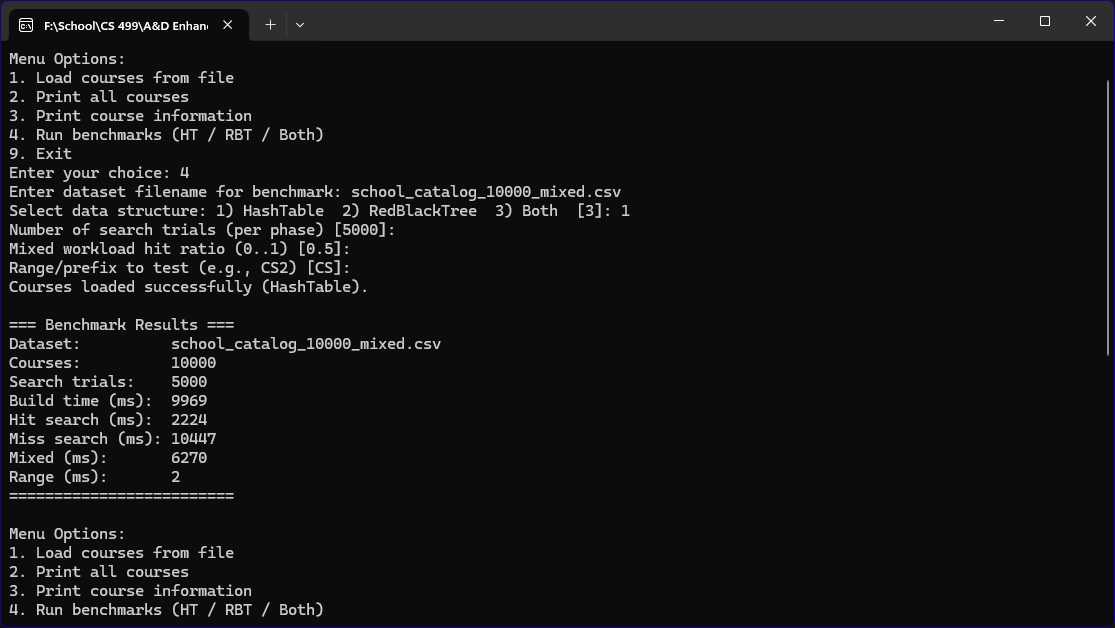 F:\School\CS 499\A&D Enhan
Menu Options:
1. Load courses from file
2. Print all courses
3. Print course information
4. Run benchmarks (HT / RBT / Both)
9. Exit
Enter your choice: 4
Enter dataset filename for benchmark: school_catalog_10000_mixed.csv
Select data structure: 1) HashTable  2) RedBlackTree  3) Both  [3]: 1
Number of search trials (per phase) [5000]:
Mixed workload hit ratio (0..1) [0.5]:
Range/prefix to test (e.g., CS2) [CS]:
Courses loaded successfully (HashTable).
=== Benchmark Results ===
Dataset:          school_catalog_10000_mixed.csv
Courses:          10000
Search trials:    5000
Build time (ms):  9969
Hit search (ms):  2224
Miss search (ms): 10447
Mixed (ms):       6270
Range (ms):       2
=========================
Menu Options:
1. Load courses from file
2. Print all courses
3. Print course information
4. Run benchmarks (HT / RBT / Both)